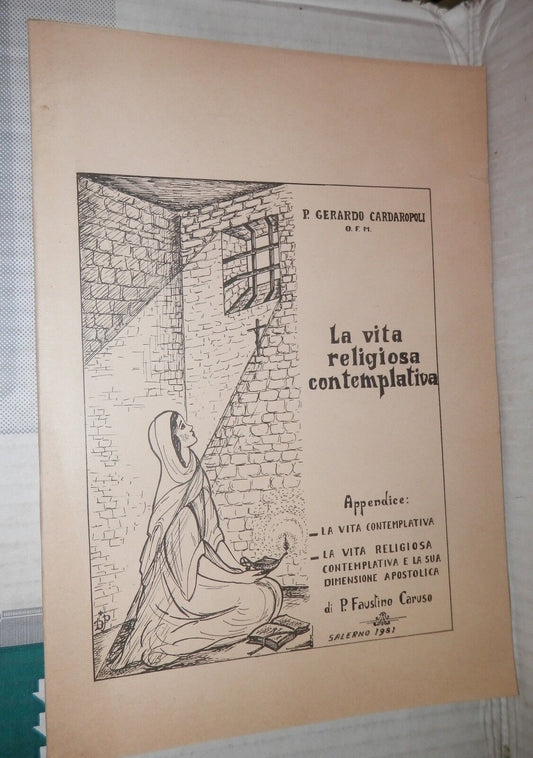 P. GERARDO CARDAROPOLI
O. F. M.
La vita
religiosa
contemplativa
Appendice:
– LA VITA CONTEMPLATIVA
– LA VITA RELIGIOSA
CONTEMPLATIVA E LA SUA
DIMENSIONE APOSTOLICA
di P. Faustino Caruso
SALERNO 1981